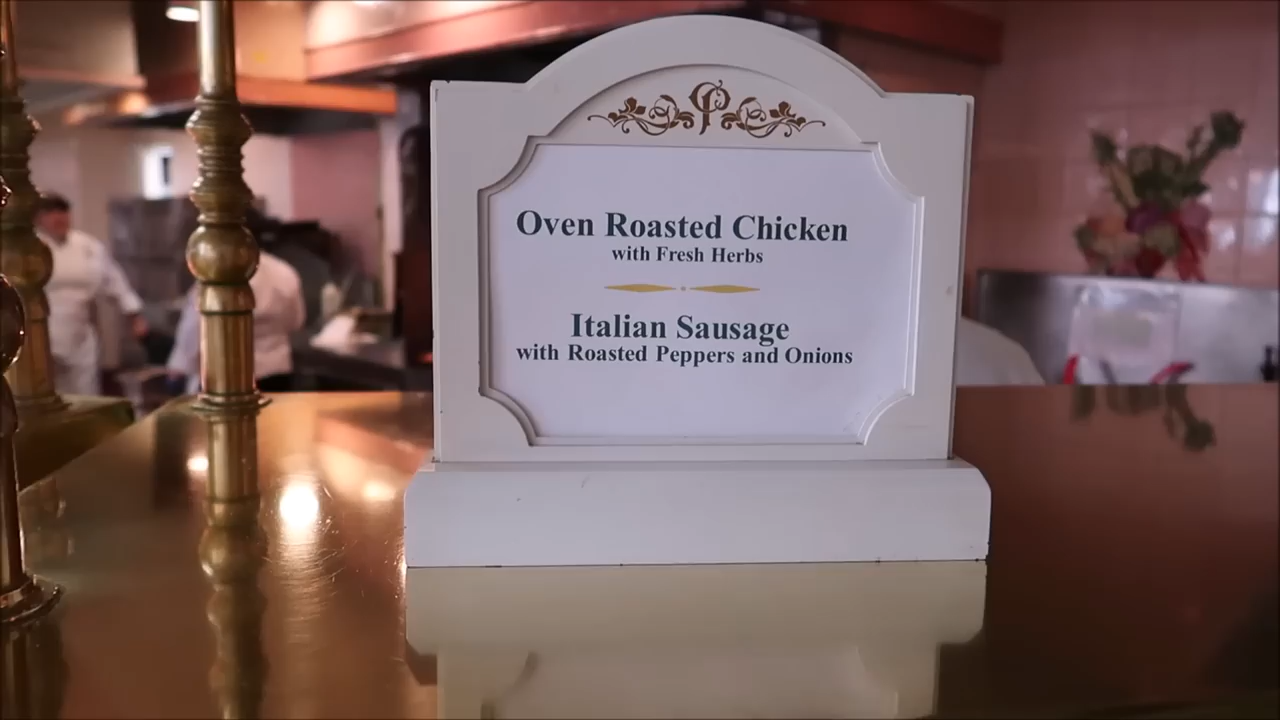 Oven Roasted Chicken
with Fresh Herbs
Italian Sausage
with Roasted Peppers and Onions